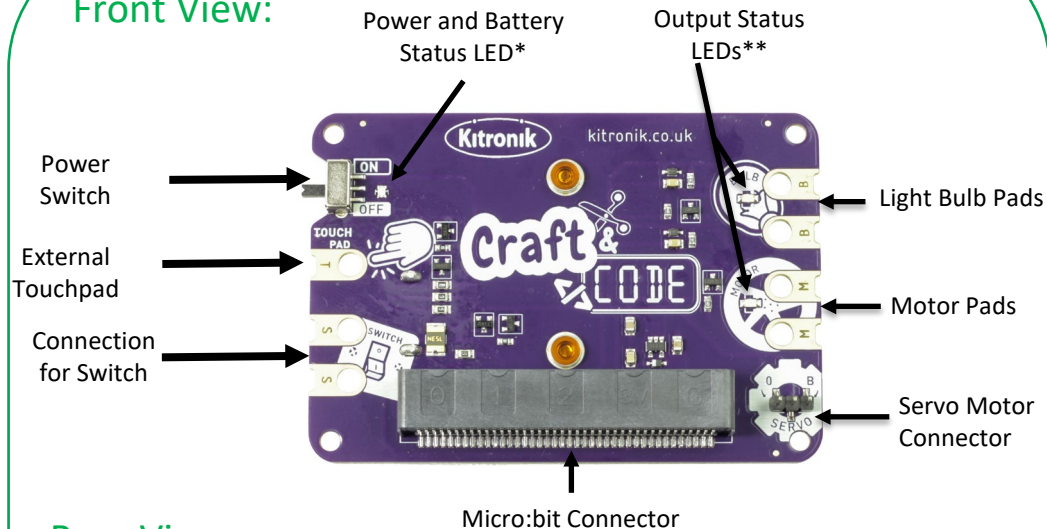 Front View:
Power and Battery
Status LED*
Output Status
LEDs**
Kitronik
kitronik.co.uk
Power
Switch
ON
OFF
B
B
Light Bulb Pads
TOUCH
PAD
T
External
Touchpad
Craft &
</> CODE
MOTOR
M
M
Motor Pads
Connection
for Switch
S
S
SWITCH
NESL
0 1 2
O B
SERVO
Servo Motor
Connector
Micro:bit Connector